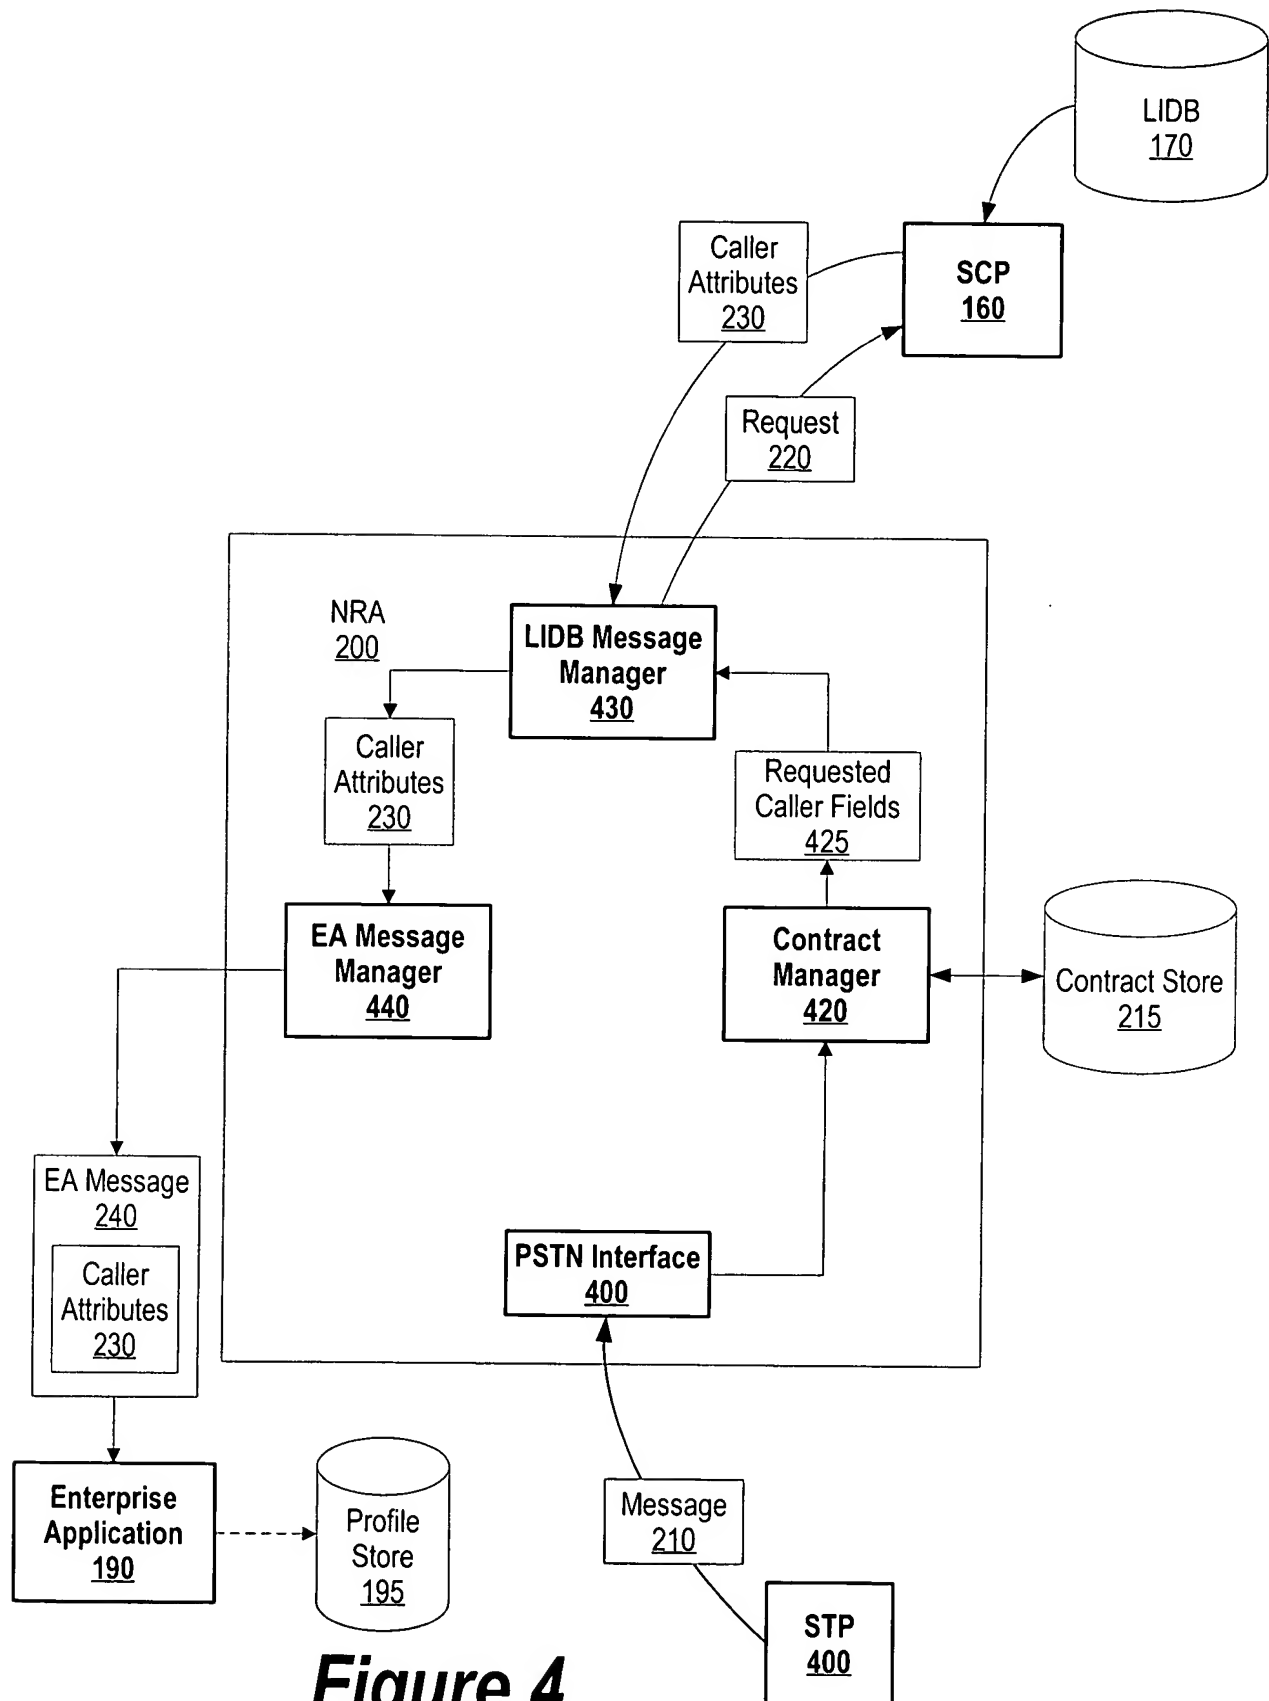 LIDB
170
Caller
Attributes
230
SCP
160
Request
220
NRA
200
LIDB Message
Manager
430
Caller
Attributes
230
Requested
Caller Fields
425
EA Message
Manager
440
Contract
Manager
420
Contract Store
215
EA Message
240
Caller
Attributes
230
PSTN Interface
400
Enterprise
Application
190
Profile
Store
195
Message
210
STP
400
Figure 4